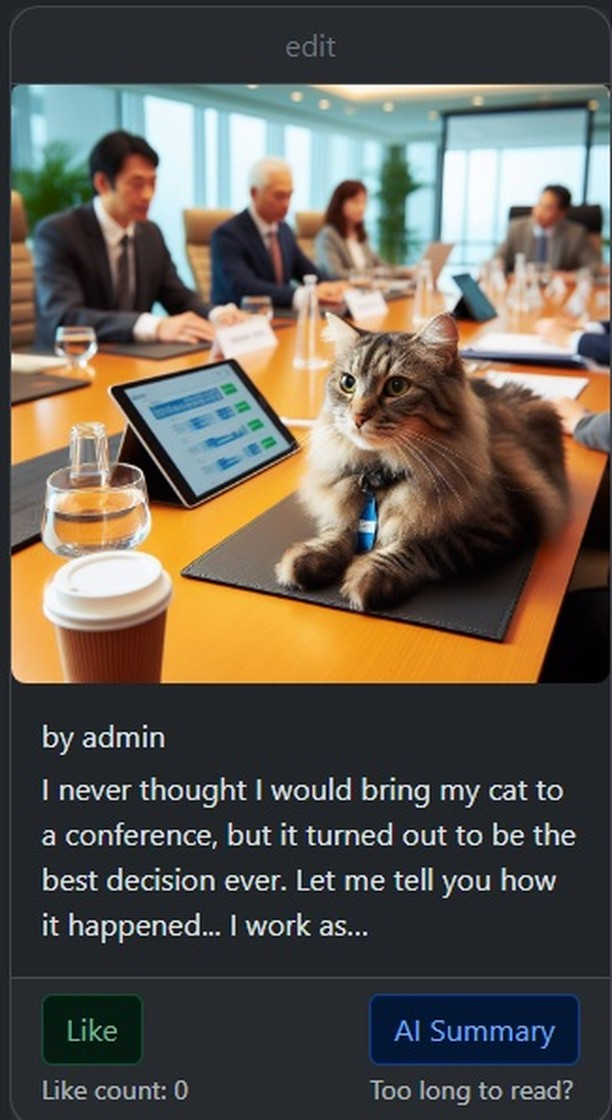 edit
by admin
I never thought I would bring my cat to
a conference, but it turned out to be the
best decision ever. Let me tell you how
it happened... I work as...
Like
AI Summary
Like count: 0
Too long to read?